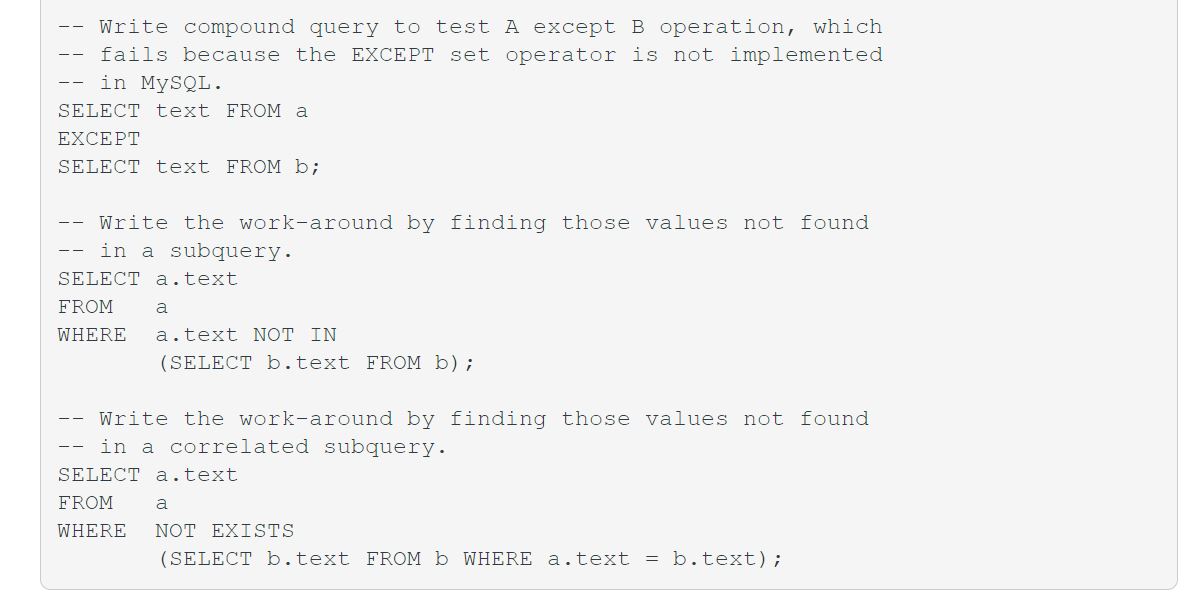 -- Write compound query to test A except B operation, which
-- fails because the EXCEPT set operator is not implemented
-- in MySQL.
SELECT text FROM a
EXCEPT
SELECT text FROM b;
-- Write the work-around by finding those values not found
-- in a subquery.
SELECT a.text
FROM   a
WHERE  a.text NOT IN
       (SELECT b.text FROM b);
-- Write the work-around by finding those values not found
-- in a correlated subquery.
SELECT a.text
FROM   a
WHERE  NOT EXISTS
       (SELECT b.text FROM b WHERE a.text = b.text);